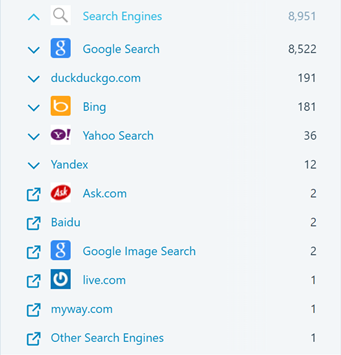 Search Engines 8,951
Google Search 8,522
duckduckgo.com 191
Bing 181
Yahoo Search 36
Yandex 12
Ask.com 2
Baidu 2
Google Image Search 2
live.com 1
myway.com 1
Other Search Engines 1